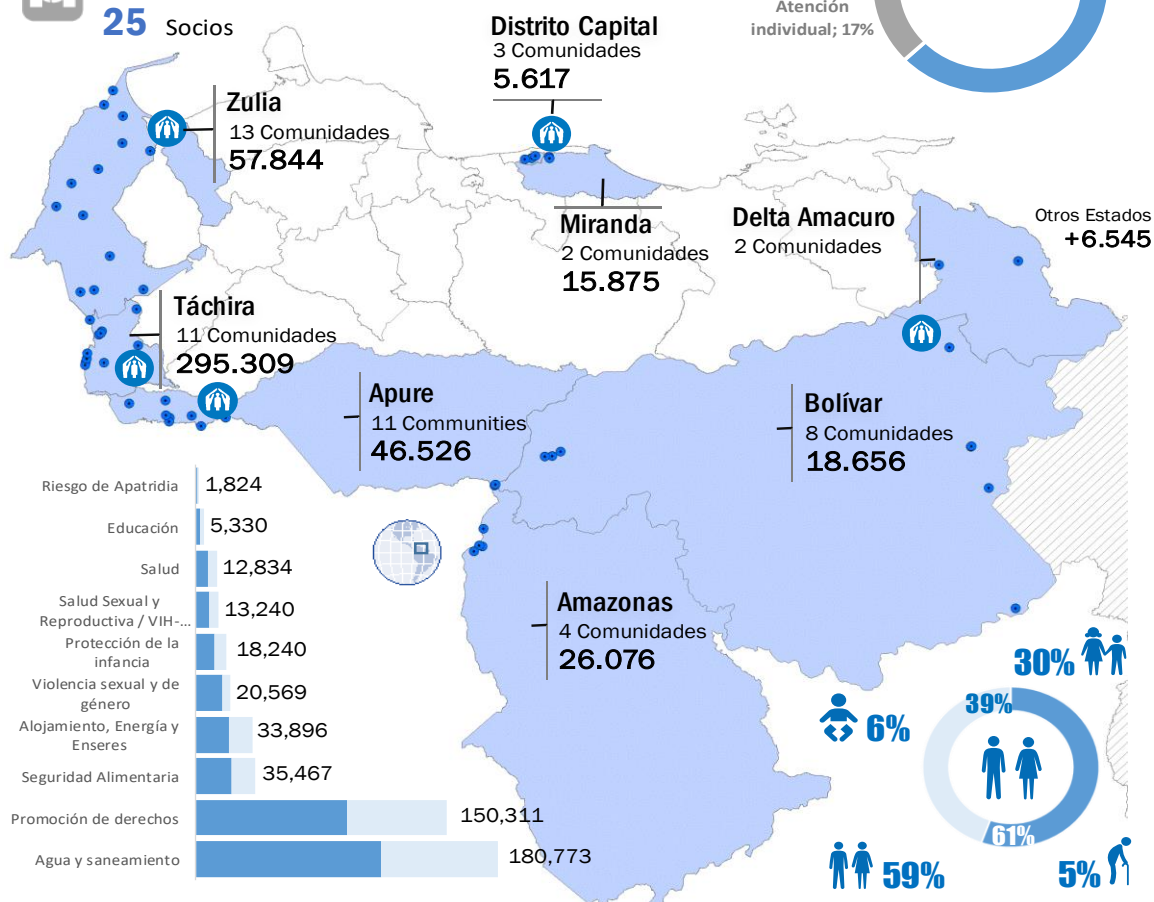 25 Socios
Atención
individual; 17%
Distrito Capital
3 Comunidades
5.617
Zulia
13 Comunidades
57.844
Miranda
2 Comunidades
15.875
Delta Amacuro
2 Comunidades
Otros Estados
+6.545
Táchira
11 Comunidades
295.309
Apure
11 Communities
46.526
Bolívar
8 Comunidades
18.656
Amazonas
4 Comunidades
26.076
Riesgo de Apatridia 1,824
Educación 5,330
Salud 12,834
Salud Sexual y
Reproductiva / VIH-... 13,240
Protección de la
infancia 18,240
Violencia sexual y de
género 20,569
Alojamiento, Energía y
Enseres 33,896
Seguridad Alimentaria 35,467
Promoción de derechos 150,311
Agua y saneamiento 180,773
30%
39%
6%
61%
59%
5%